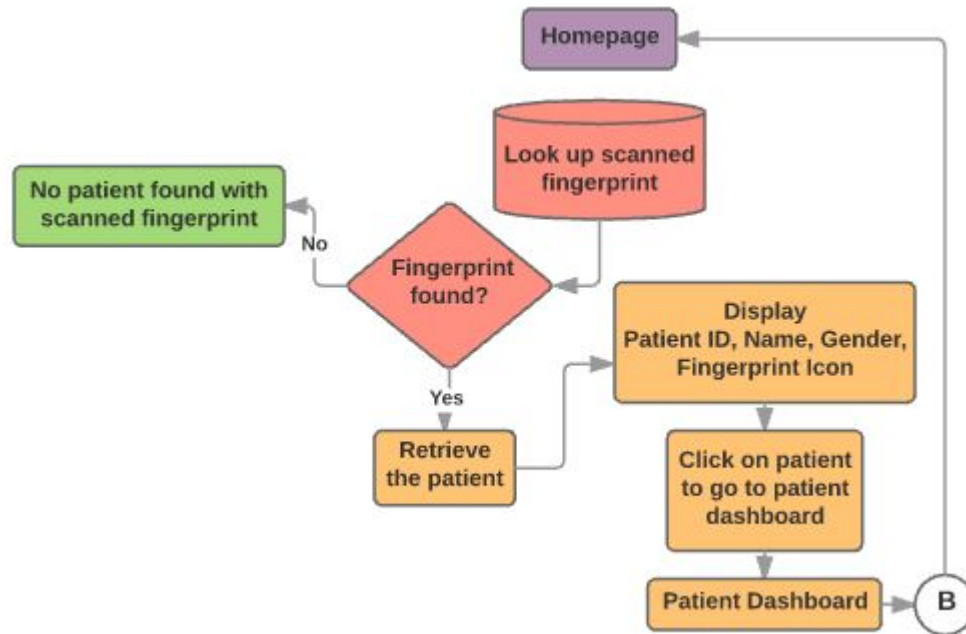 Homepage
Look up scanned
fingerprint
No patient found with
scanned fingerprint
No
Fingerprint
found?
Yes
Retrieve
the patient
Display
Patient ID, Name, Gender,
Fingerprint Icon
Click on patient
to go to patient
dashboard
Patient Dashboard
B